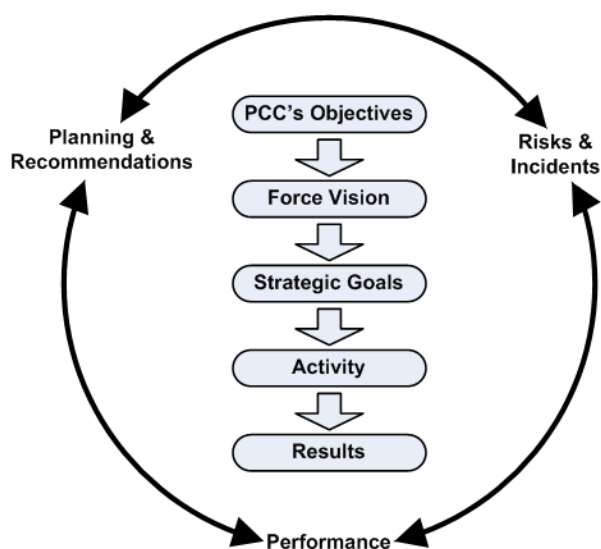 PCC's Objectives
Planning &
Recommendations
Risks &
Incidents
Force Vision
Strategic Goals
Activity
Results
Performance